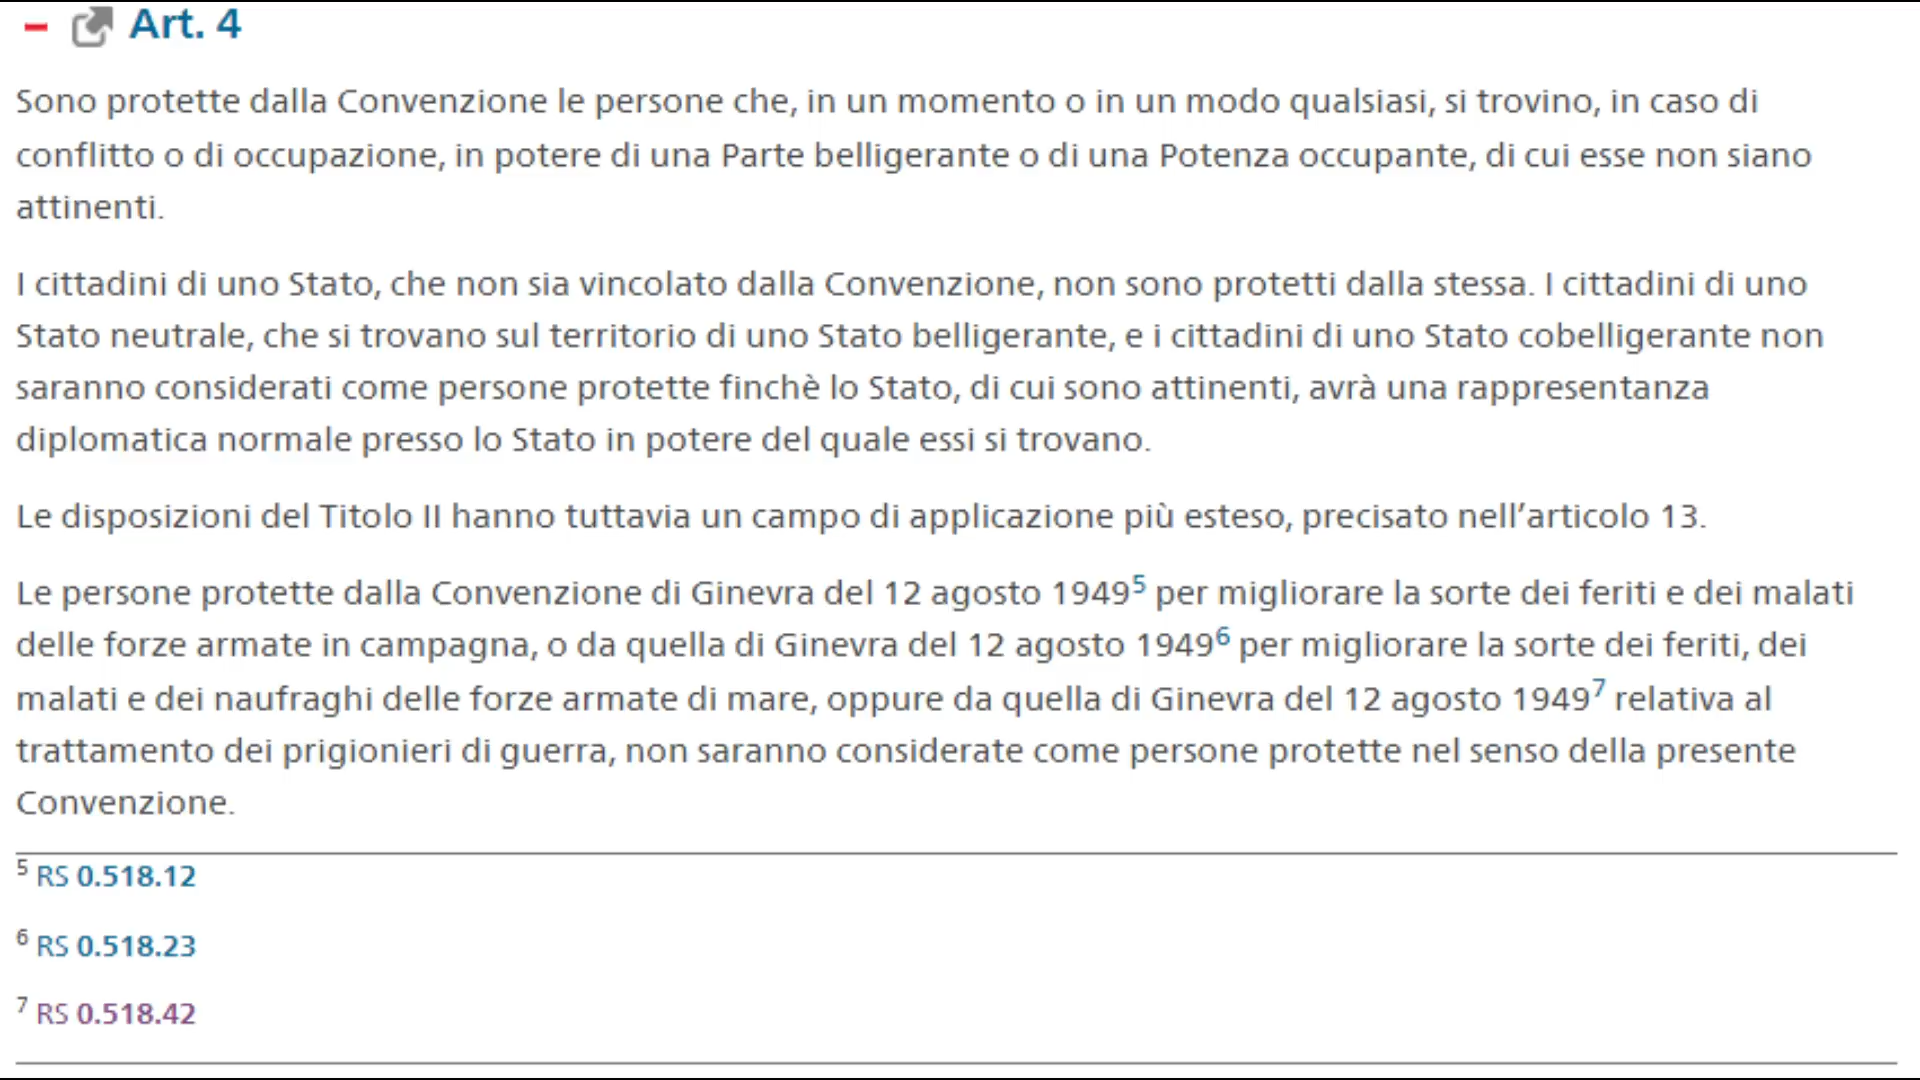 Art. 4
Sono protette dalla Convenzione le persone che, in un momento o in un modo qualsiasi, si trovino, in caso di
conflitto o di occupazione, in potere di una Parte belligerante o di una Potenza occupante, di cui esse non siano
attinenti.
I cittadini di uno Stato, che non sia vincolato dalla Convenzione, non sono protetti dalla stessa. I cittadini di uno
Stato neutrale, che si trovano sul territorio di uno Stato belligerante, e i cittadini di uno Stato cobelligerante non
saranno considerati come persone protette finchè lo Stato, di cui sono attinenti, avrà una rappresentanza
diplomatica normale presso lo Stato in potere del quale essi si trovano.
Le disposizioni del Titolo II hanno tuttavia un campo di applicazione più esteso, precisato nell’articolo 13.
Le persone protette dalla Convenzione di Ginevra del 12 agosto 1949⁵ per migliorare la sorte dei feriti e dei malati
delle forze armate in campagna, o da quella di Ginevra del 12 agosto 1949⁶ per migliorare la sorte dei feriti, dei
malati e dei naufraghi delle forze armate di mare, oppure da quella di Ginevra del 12 agosto 1949⁷ relativa al
trattamento dei prigionieri di guerra, non saranno considerate come persone protette nel senso della presente
Convenzione.
⁵ RS 0.518.12
⁶ RS 0.518.23
⁷ RS 0.518.42